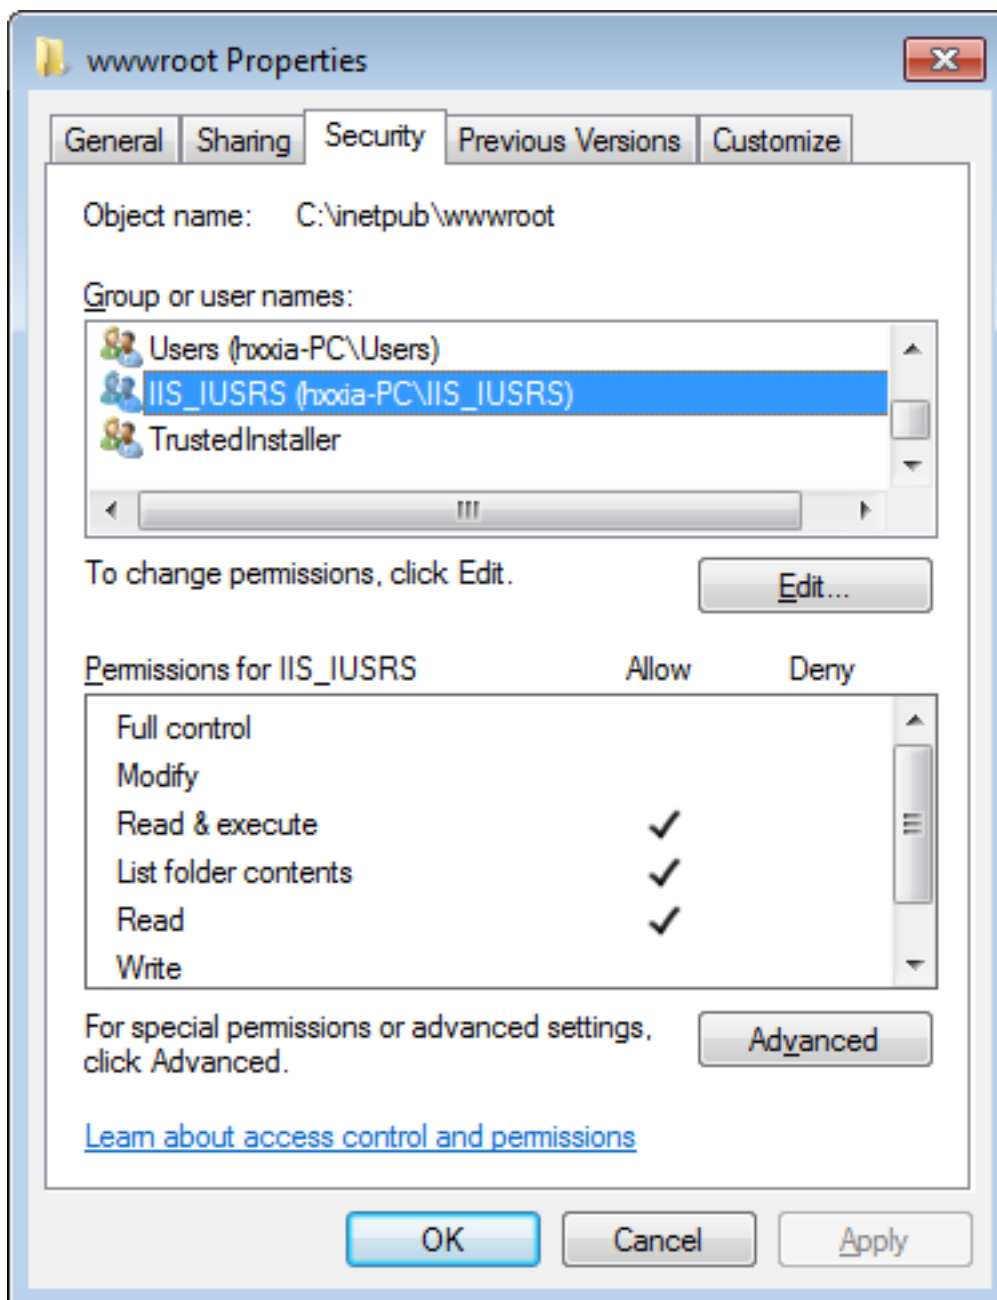 wwwroot Properties
General Sharing Security Previous Versions Customize
Object name: C:\inetpub\wwwroot
Group or user names:
Users (hxxia-PC\Users)
IIS_IUSRS (hxxia-PC\IIS_IUSRS)
TrustedInstaller
To change permissions, click Edit. Edit...
Permissions for IIS_IUSRS Allow Deny
Full control
Modify
Read & execute
List folder contents
Read
Write
For special permissions or advanced settings, Advanced
click Advanced.
Learn about access control and permissions
OK Cancel Apply